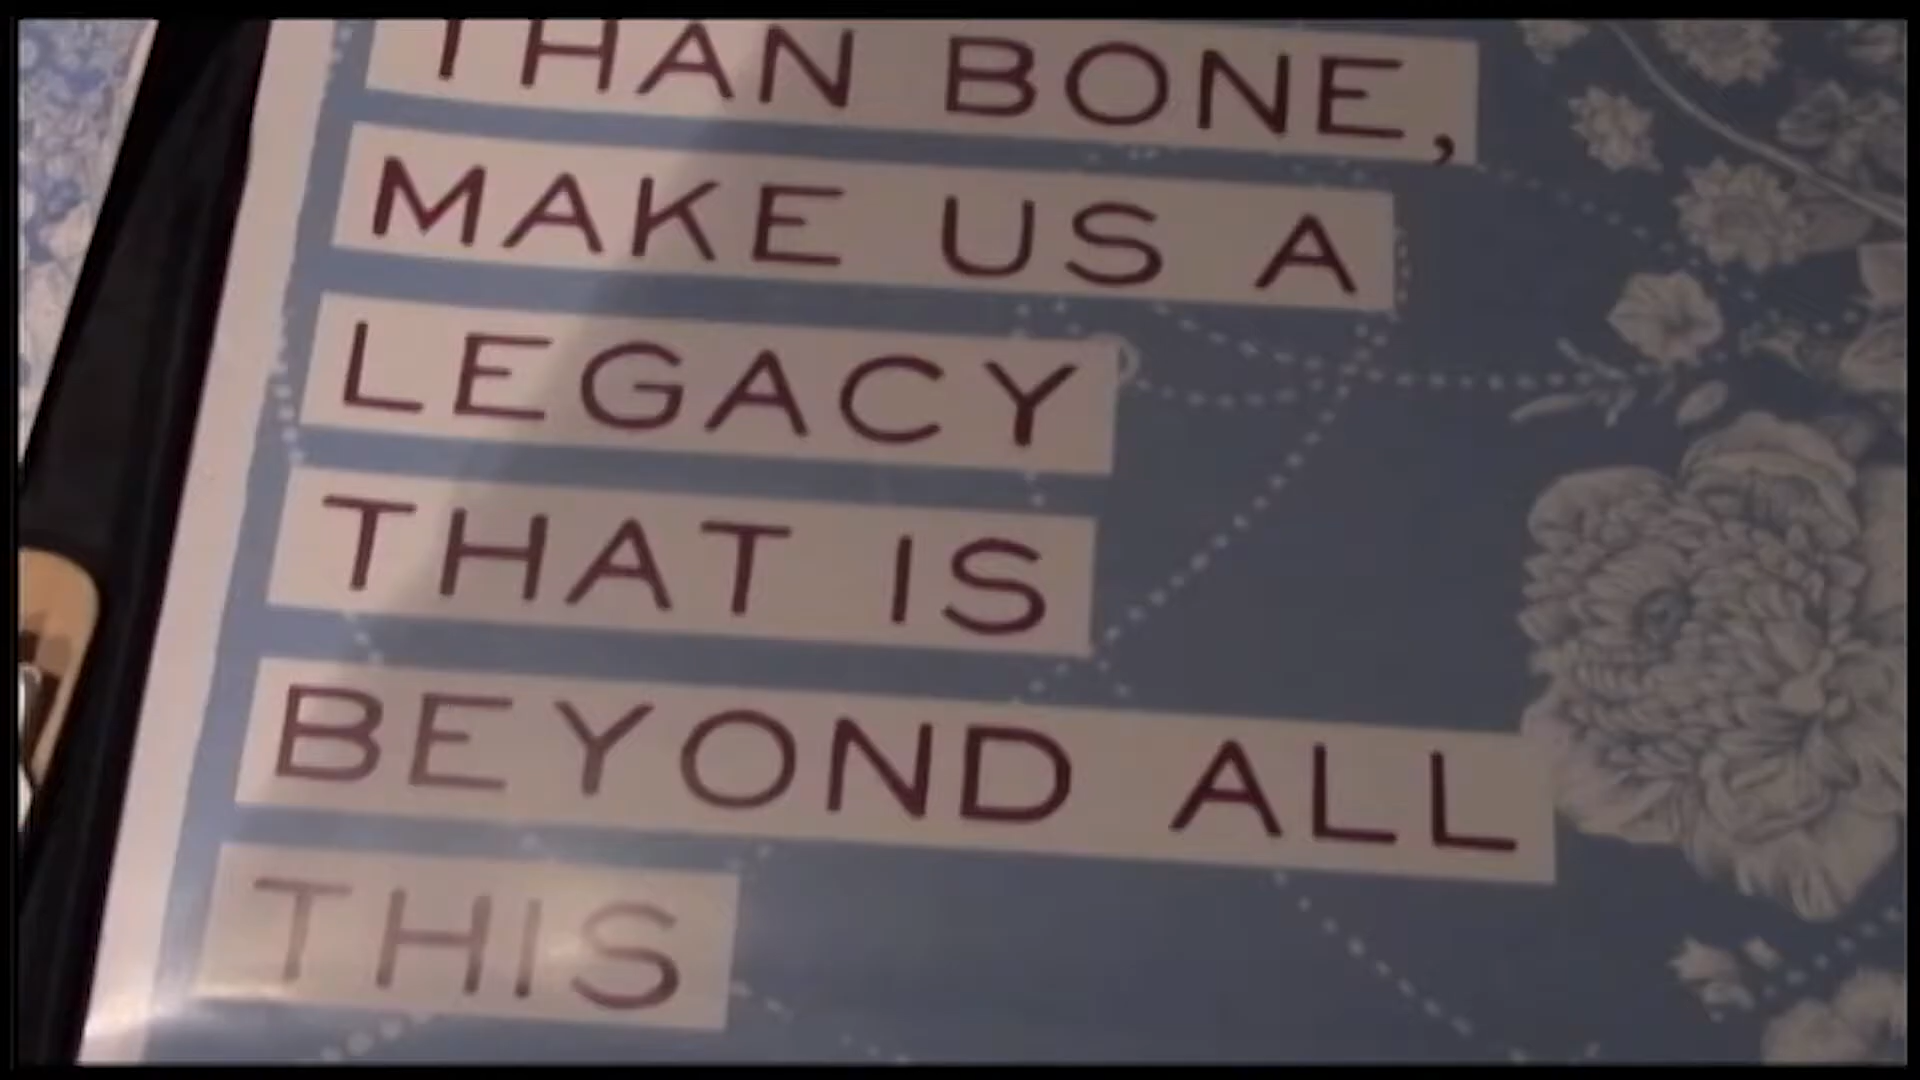 THAN BONE,
MAKE US A
LEGACY
THAT IS
BEYOND ALL
THIS